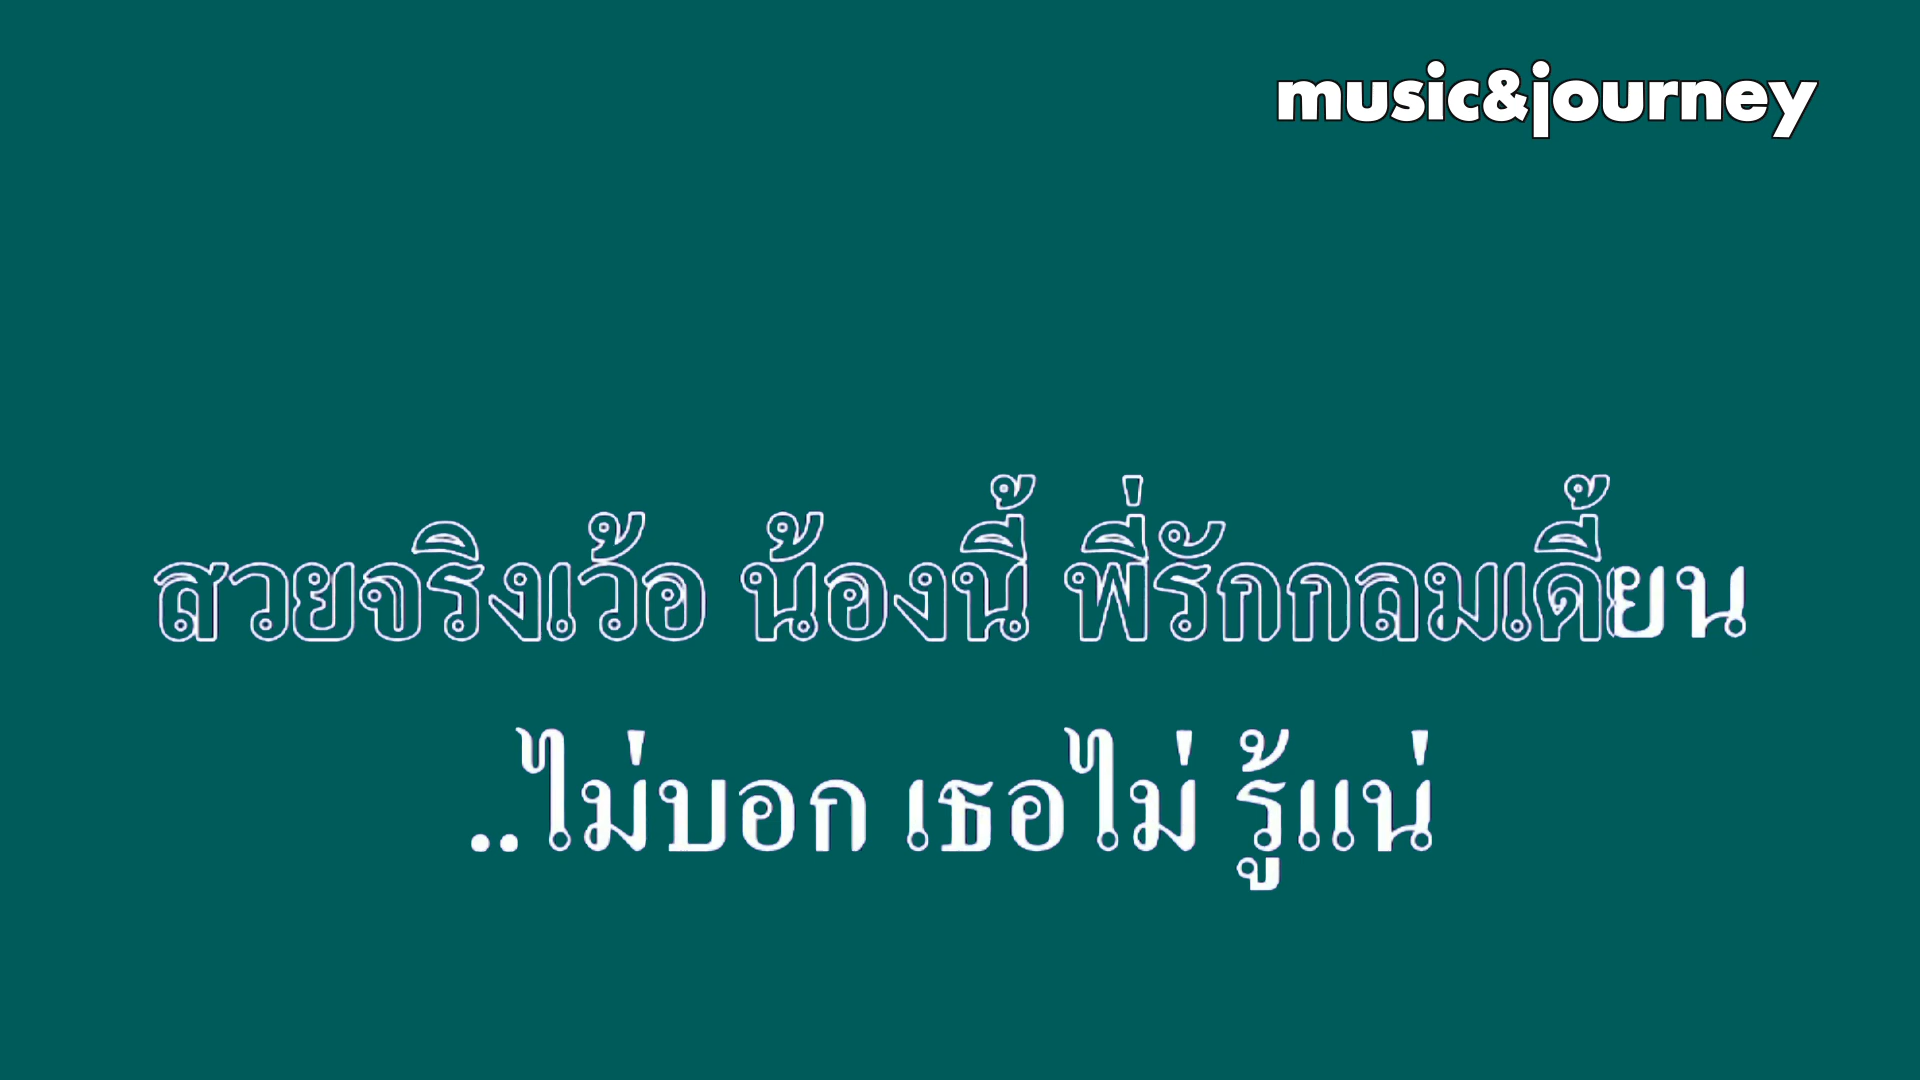 music&journey
สวยจริงเว้อ น้องนี้ พี่รักกลมเดี้ยน
..ไม่บอก เธอไม่ รู้แน่